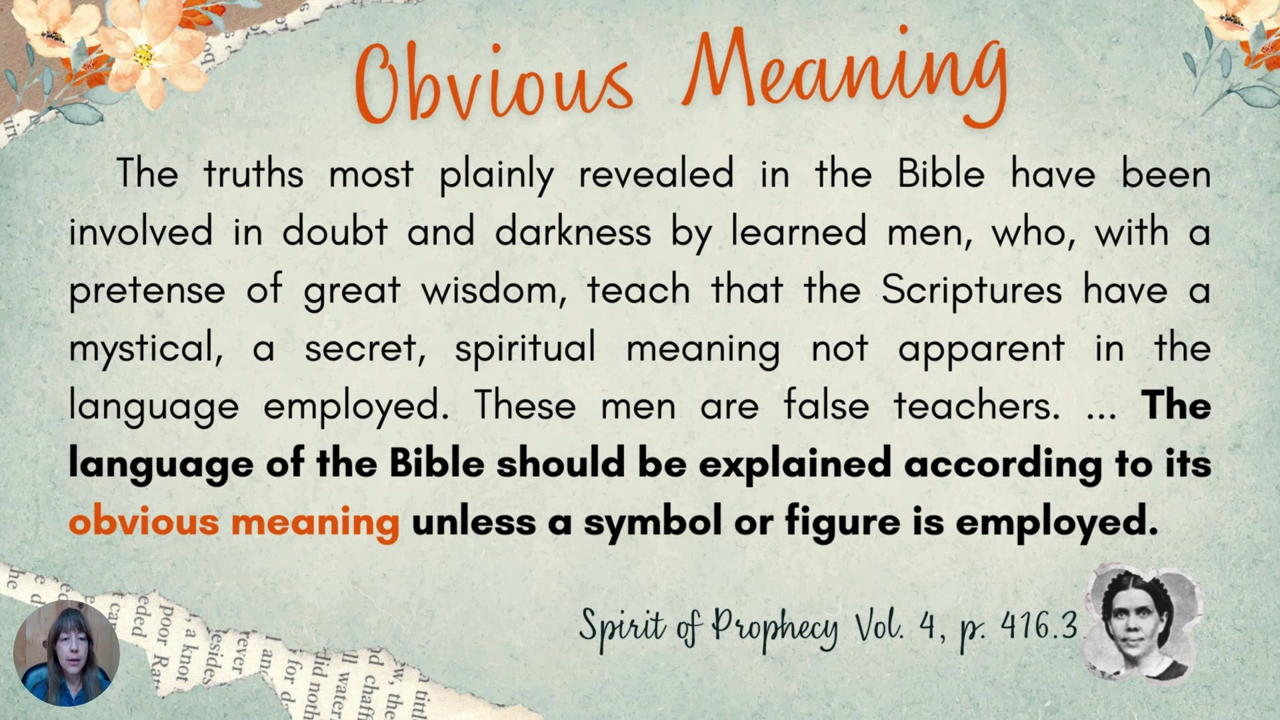 Obvious Meaning
The truths most plainly revealed in the Bible have been
involved in doubt and darkness by learned men, who, with a
pretense of great wisdom, teach that the Scriptures have a
mystical, a secret, spiritual meaning not apparent in the
language employed. These men are false teachers. ... The
language of the Bible should be explained according to its
obvious meaning unless a symbol or figure is employed.
Spirit of Prophecy Vol. 4, p. 416.3
poor
a knot